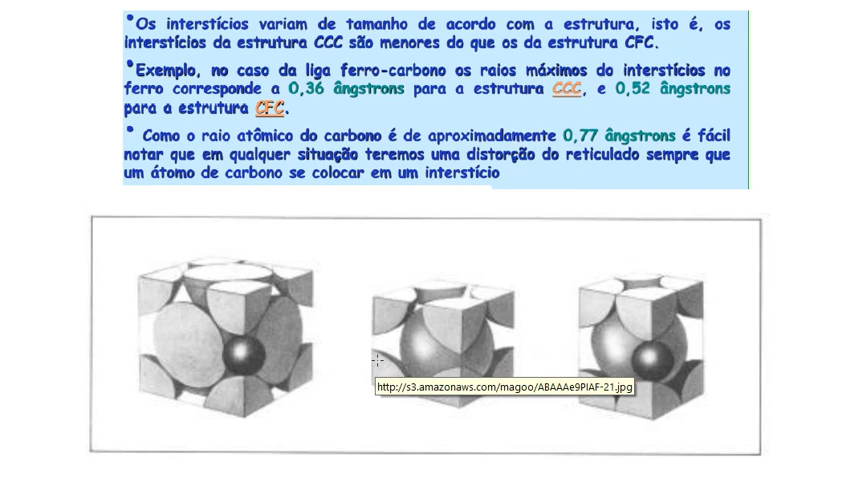 •Os interstícios variam de tamanho de acordo com a estrutura, isto é, os
interstícios da estrutura CCC são menores do que os da estrutura CFC.
•Exemplo, no caso da liga ferro-carbono os raios máximos do interstícios no
ferro corresponde a 0,36 ângstrons para a estrutura CCC, e 0,52 ângstrons
para a estrutura CFC.
• Como o raio atômico do carbono é de aproximadamente 0,77 ângstrons é fácil
notar que em qualquer situação teremos uma distorção do reticulado sempre que
um átomo de carbono se colocar em um interstício
http://s3.amazonaws.com/magoo/ABAAAe9PIAF-21.jpg